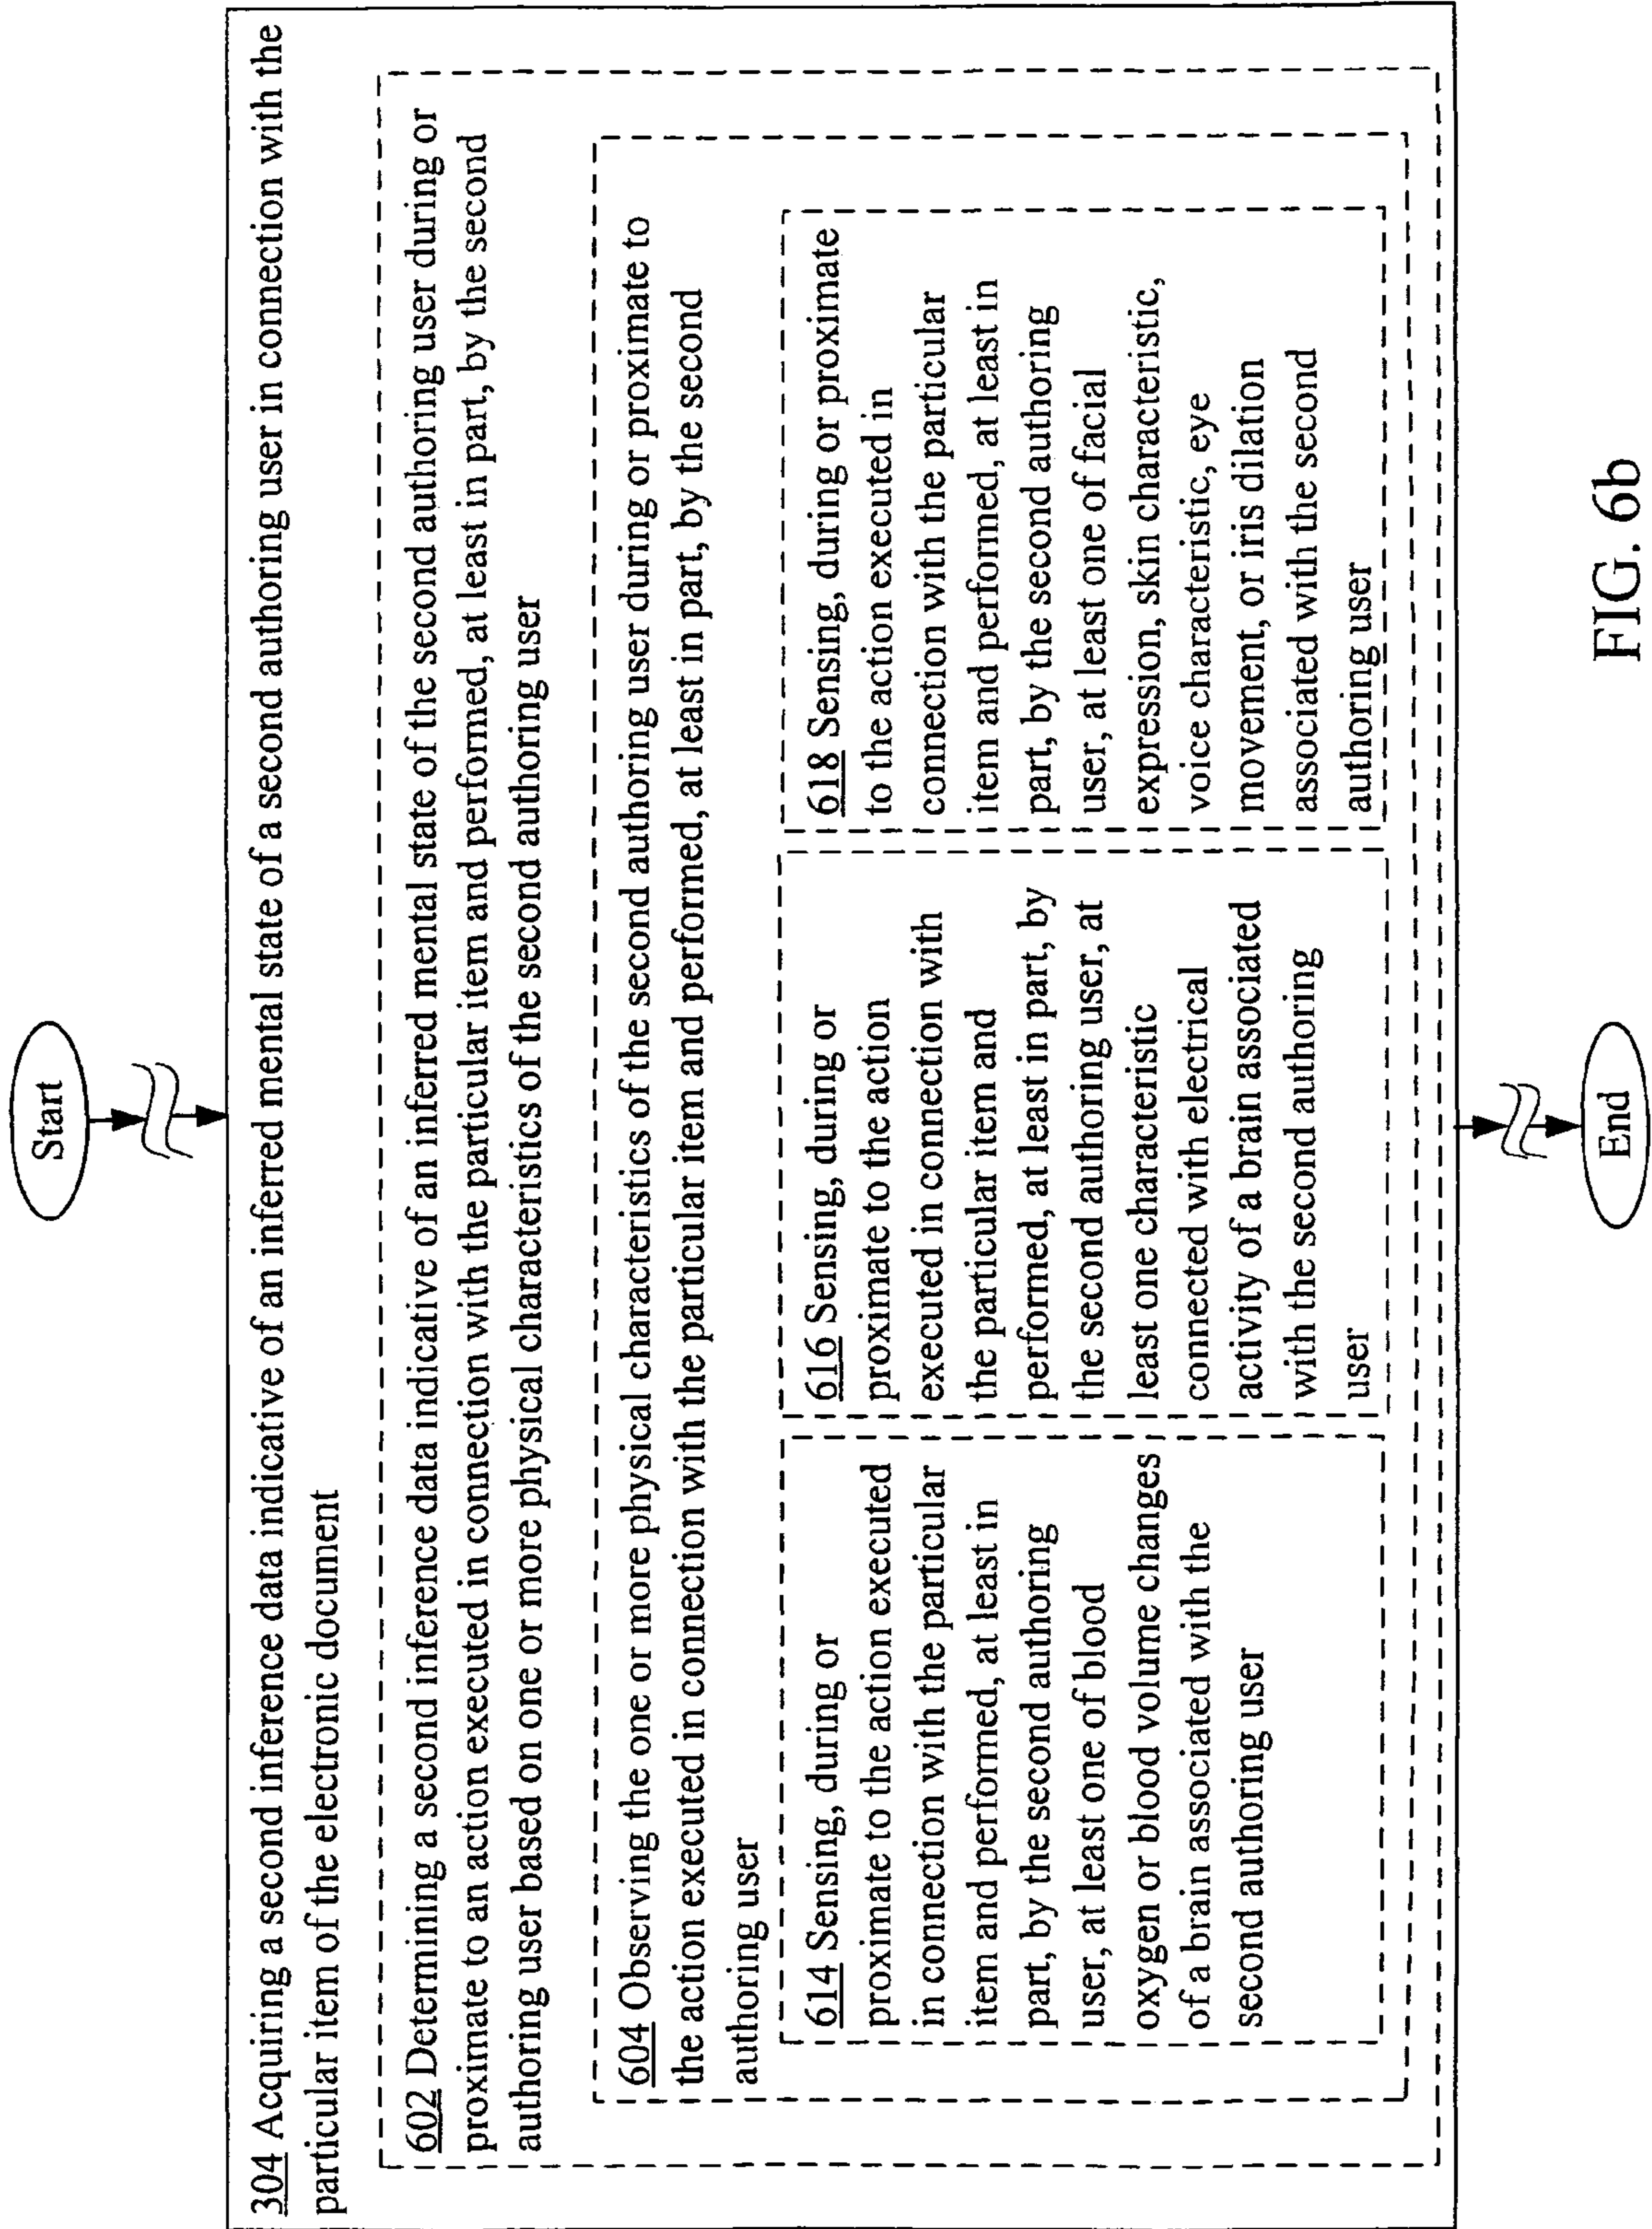 Start
304 Acquiring a second inference data indicative of an inferred mental state of a second authoring user in connection with the
particular item of the electronic document
602 Determining a second inference data indicative of an inferred mental state of the second authoring user during or
proximate to an action executed in connection with the particular item and performed, at least in part, by the second
authoring user based on one or more physical characteristics of the second authoring user
604 Observing the one or more physical characteristics of the second authoring user during or proximate to
the action executed in connection with the particular item and performed, at least in part, by the second
authoring user
614 Sensing, during or
proximate to the action executed
in connection with the particular
item and performed, at least in
part, by the second authoring
user, at least one of blood
oxygen or blood volume changes
of a brain associated with the
second authoring user
616 Sensing, during or
proximate to the action
executed in connection with
the particular item and
performed, at least in part, by
the second authoring user, at
least one characteristic
connected with electrical
activity of a brain associated
with the second authoring
user
618 Sensing, during or proximate
to the action executed in
connection with the particular
item and performed, at least in
part, by the second authoring
user, at least one of facial
expression, skin characteristic,
voice characteristic, eye
movement, or iris dilation
associated with the second
authoring user
End
FIG. 6b